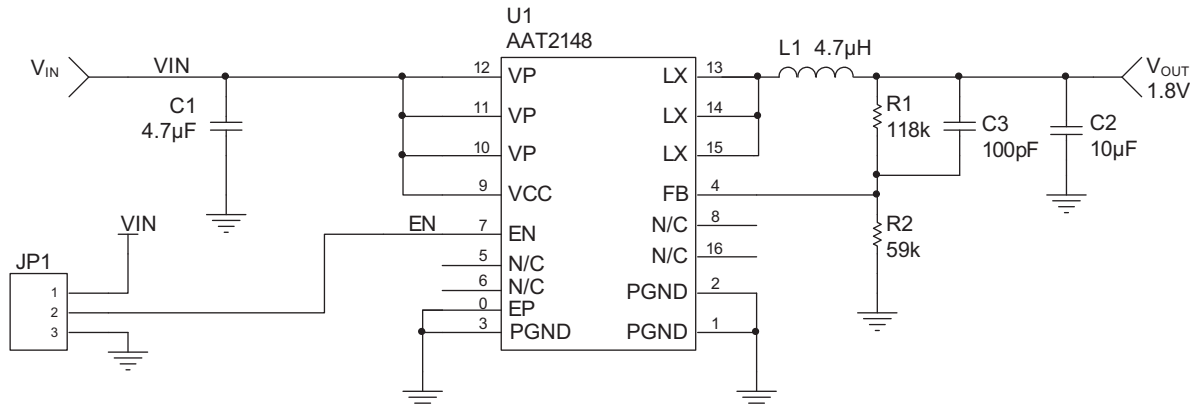 U1
AAT2148
V_IN
VIN
C1
4.7µF
12 VP
11 VP
10 VP
9 VCC
EN 7 EN
5 N/C
6 N/C
0 EP
3 PGND
LX 13
LX 14
LX 15
FB 4
N/C 8
N/C 16
PGND 2
PGND 1
L1 4.7µH
R1
118k
C3
100pF
C2
10µF
V_OUT
1.8V
R2
59k
VIN
JP1
1
2
3